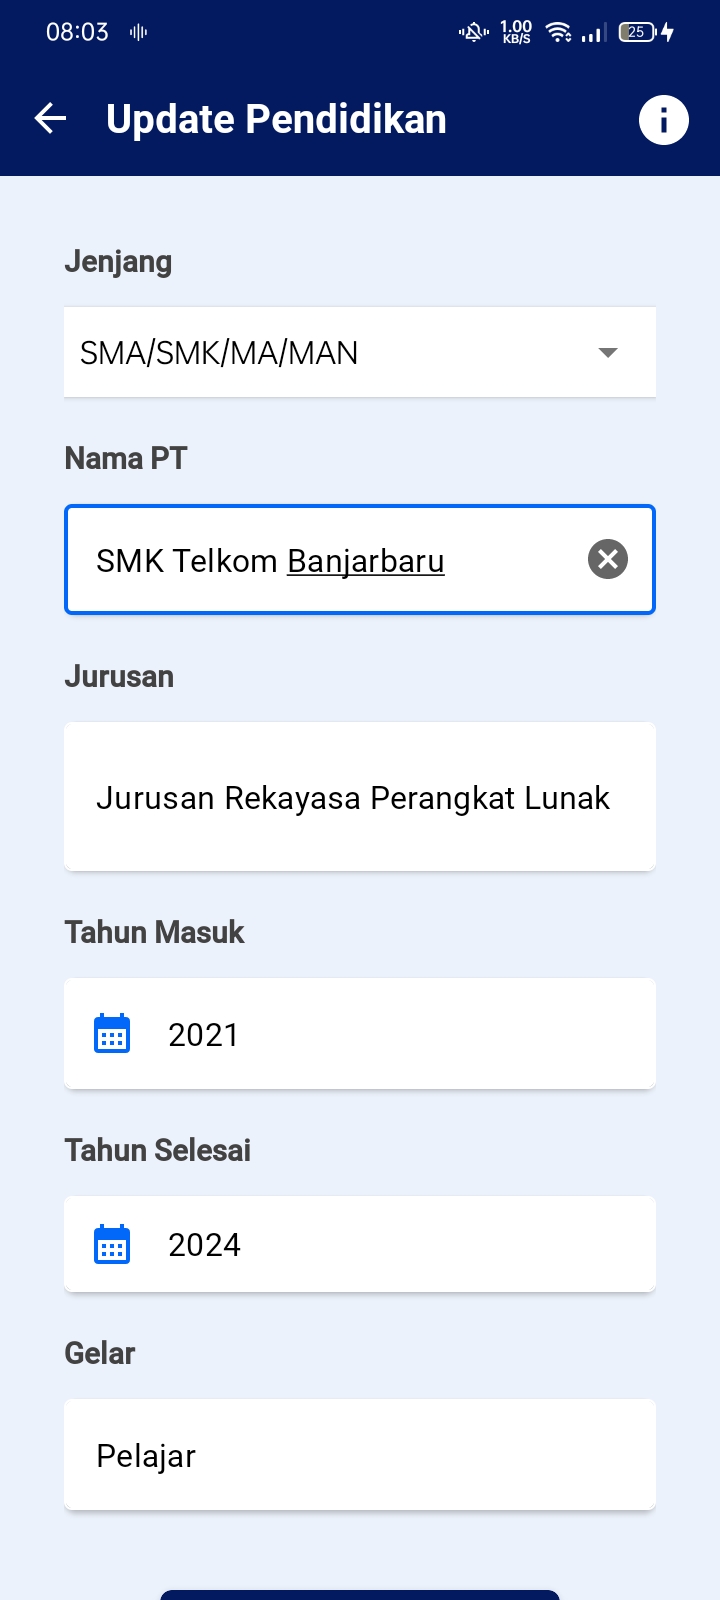 08:03
1.00
KB/S
25
Update Pendidikan
Jenjang
SMA/SMK/MA/MAN
Nama PT
SMK Telkom Banjarbaru
Jurusan
Jurusan Rekayasa Perangkat Lunak
Tahun Masuk
2021
Tahun Selesai
2024
Gelar
Pelajar